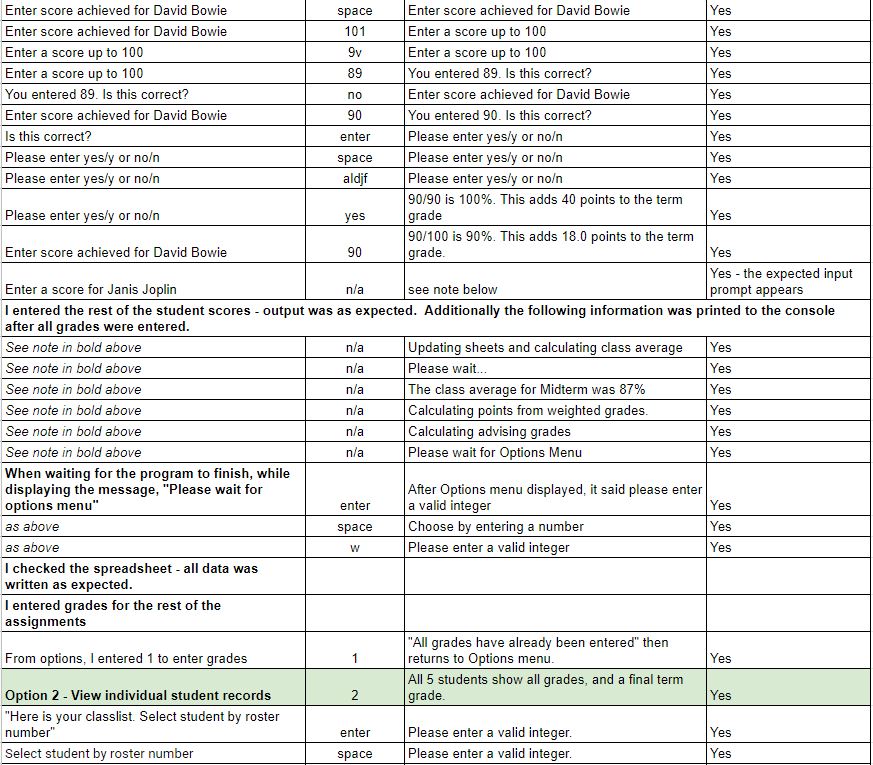 Enter score achieved for David Bowie space Enter score achieved for David Bowie Yes
Enter score achieved for David Bowie 101 Enter a score up to 100 Yes
Enter a score up to 100 9v Enter a score up to 100 Yes
Enter a score up to 100 89 You entered 89. Is this correct? Yes
You entered 89. Is this correct? no Enter score achieved for David Bowie Yes
Enter score achieved for David Bowie 90 You entered 90. Is this correct? Yes
Is this correct? enter Please enter yes/y or no/n Yes
Please enter yes/y or no/n space Please enter yes/y or no/n Yes
Please enter yes/y or no/n aldjf Please enter yes/y or no/n Yes
90/90 is 100%. This adds 40 points to the term
Please enter yes/y or no/n yes grade Yes
90/100 is 90%. This adds 18.0 points to the term
Enter score achieved for David Bowie 90 grade. Yes
Yes - the expected input
Enter a score for Janis Joplin n/a see note below prompt appears
I entered the rest of the student scores - output was as expected. Additionally the following information was printed to the console
after all grades were entered.
See note in bold above n/a Updating sheets and calculating class average Yes
See note in bold above n/a Please wait... Yes
See note in bold above n/a The class average for Midterm was 87% Yes
See note in bold above n/a Calculating points from weighted grades. Yes
See note in bold above n/a Calculating advising grades Yes
See note in bold above n/a Please wait for Options Menu Yes
When waiting for the program to finish, while
displaying the message, "Please wait for After Options menu displayed, it said please enter
options menu" enter a valid integer Yes
as above space Choose by entering a number Yes
as above w Please enter a valid integer Yes
I checked the spreadsheet - all data was
written as expected.
I entered grades for the rest of the
assignments
"All grades have already been entered" then
From options, I entered 1 to enter grades 1 returns to Options menu. Yes
All 5 students show all grades, and a final term
Option 2 - View individual student records 2 grade. Yes
"Here is your classlist. Select student by roster
number" enter Please enter a valid integer. Yes
Select student by roster number space Please enter a valid integer. Yes